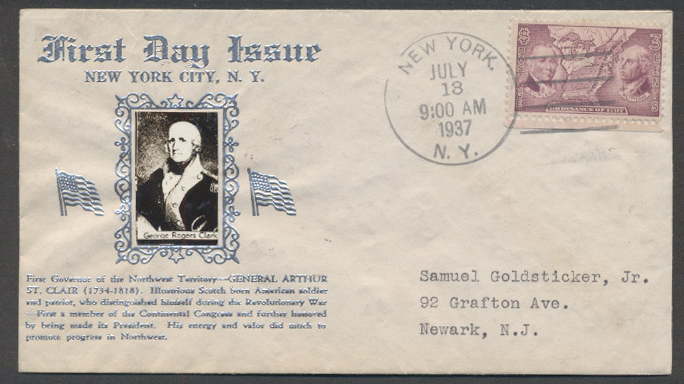 First Day Issue
NEW YORK CITY, N. Y.
George Rogers Clark
First Governor of the Northwest Territory—GENERAL ARTHUR
ST. CLAIR (1734-1818). Illustrious Scotch born American soldier
and patriot, who distinguished himself during the Revolutionary War
—First a member of the Continental Congress and further honored
by being made its President. His energy and valor did much to
promote progress in Northwest.
NEW YORK,
JULY
13
9:00 AM
1937
N. Y.
ORDINANCE OF 1787
Samuel Goldsticker, Jr.
92 Grafton Ave.
Newark, N.J.